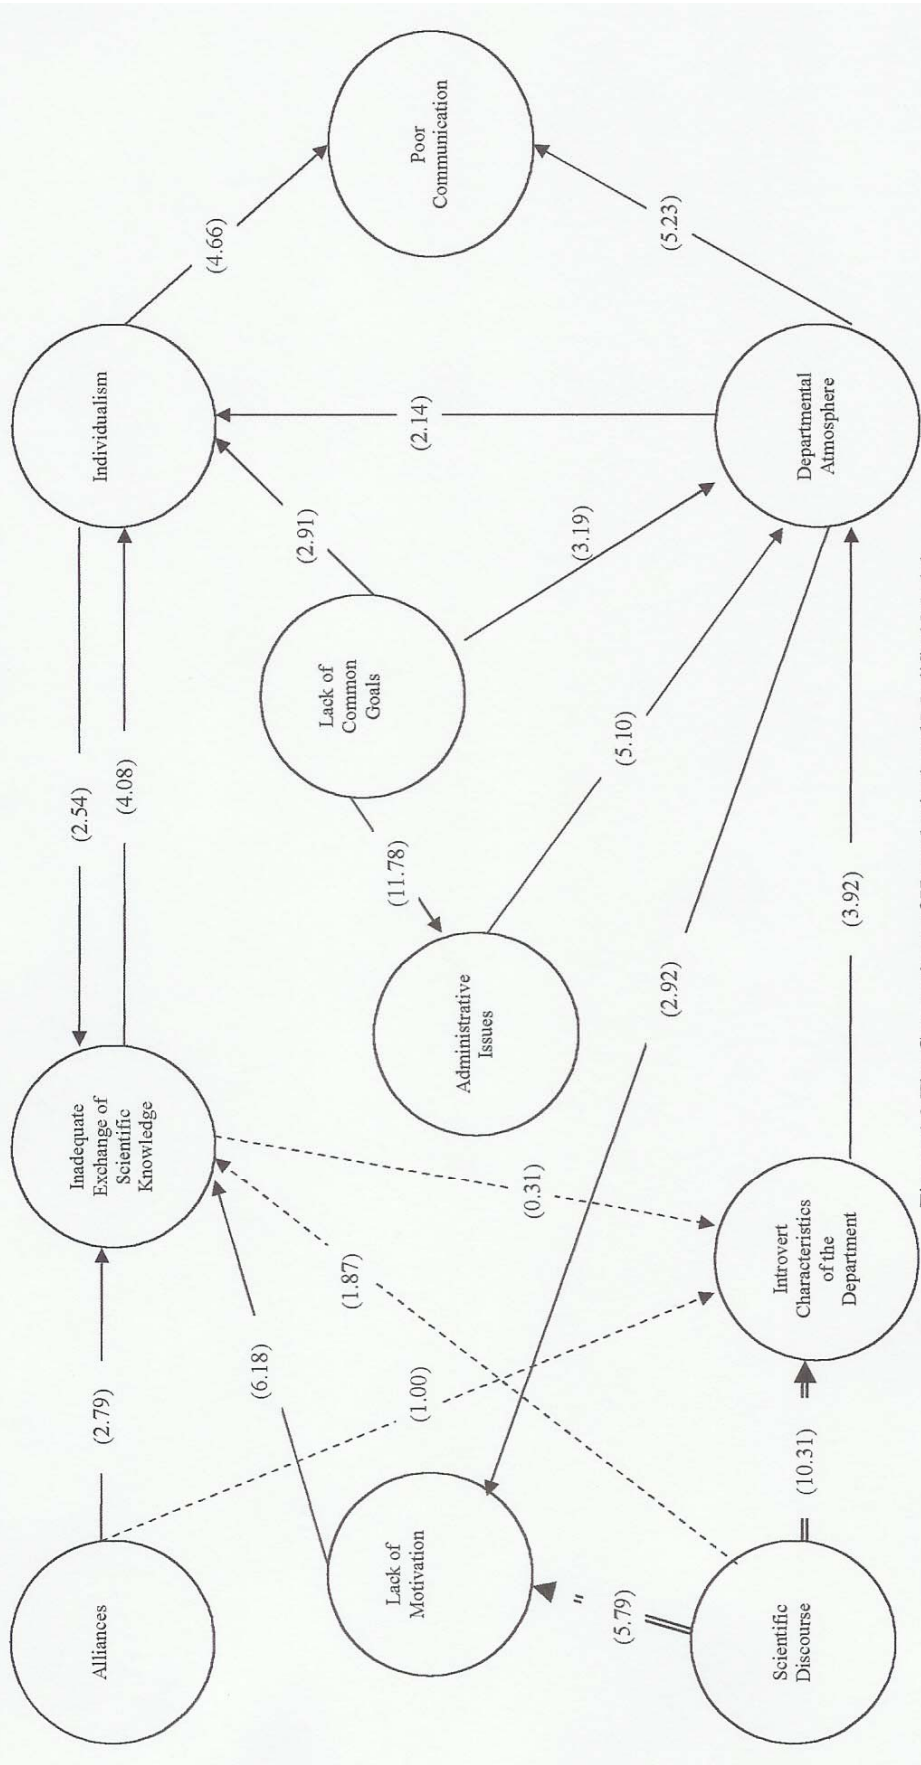 Alliances
(2.79)
Inadequate
Exchange of
Scientific
Knowledge
(2.54)
(4.08)
Individualism
(4.66)
Poor
Communication
(5.23)
(2.14)
(2.91)
Lack of
Common
Goals
(3.19)
(11.78)
Administrative
Issues
(5.10)
(2.92)
Departmental
Atmosphere
(3.92)
(0.31)
(1.87)
(6.18)
(1.00)
Lack of
Motivation
(5.79)
Scientific
Discourse
(10.31)
Introvert
Characteristics
of the
Department